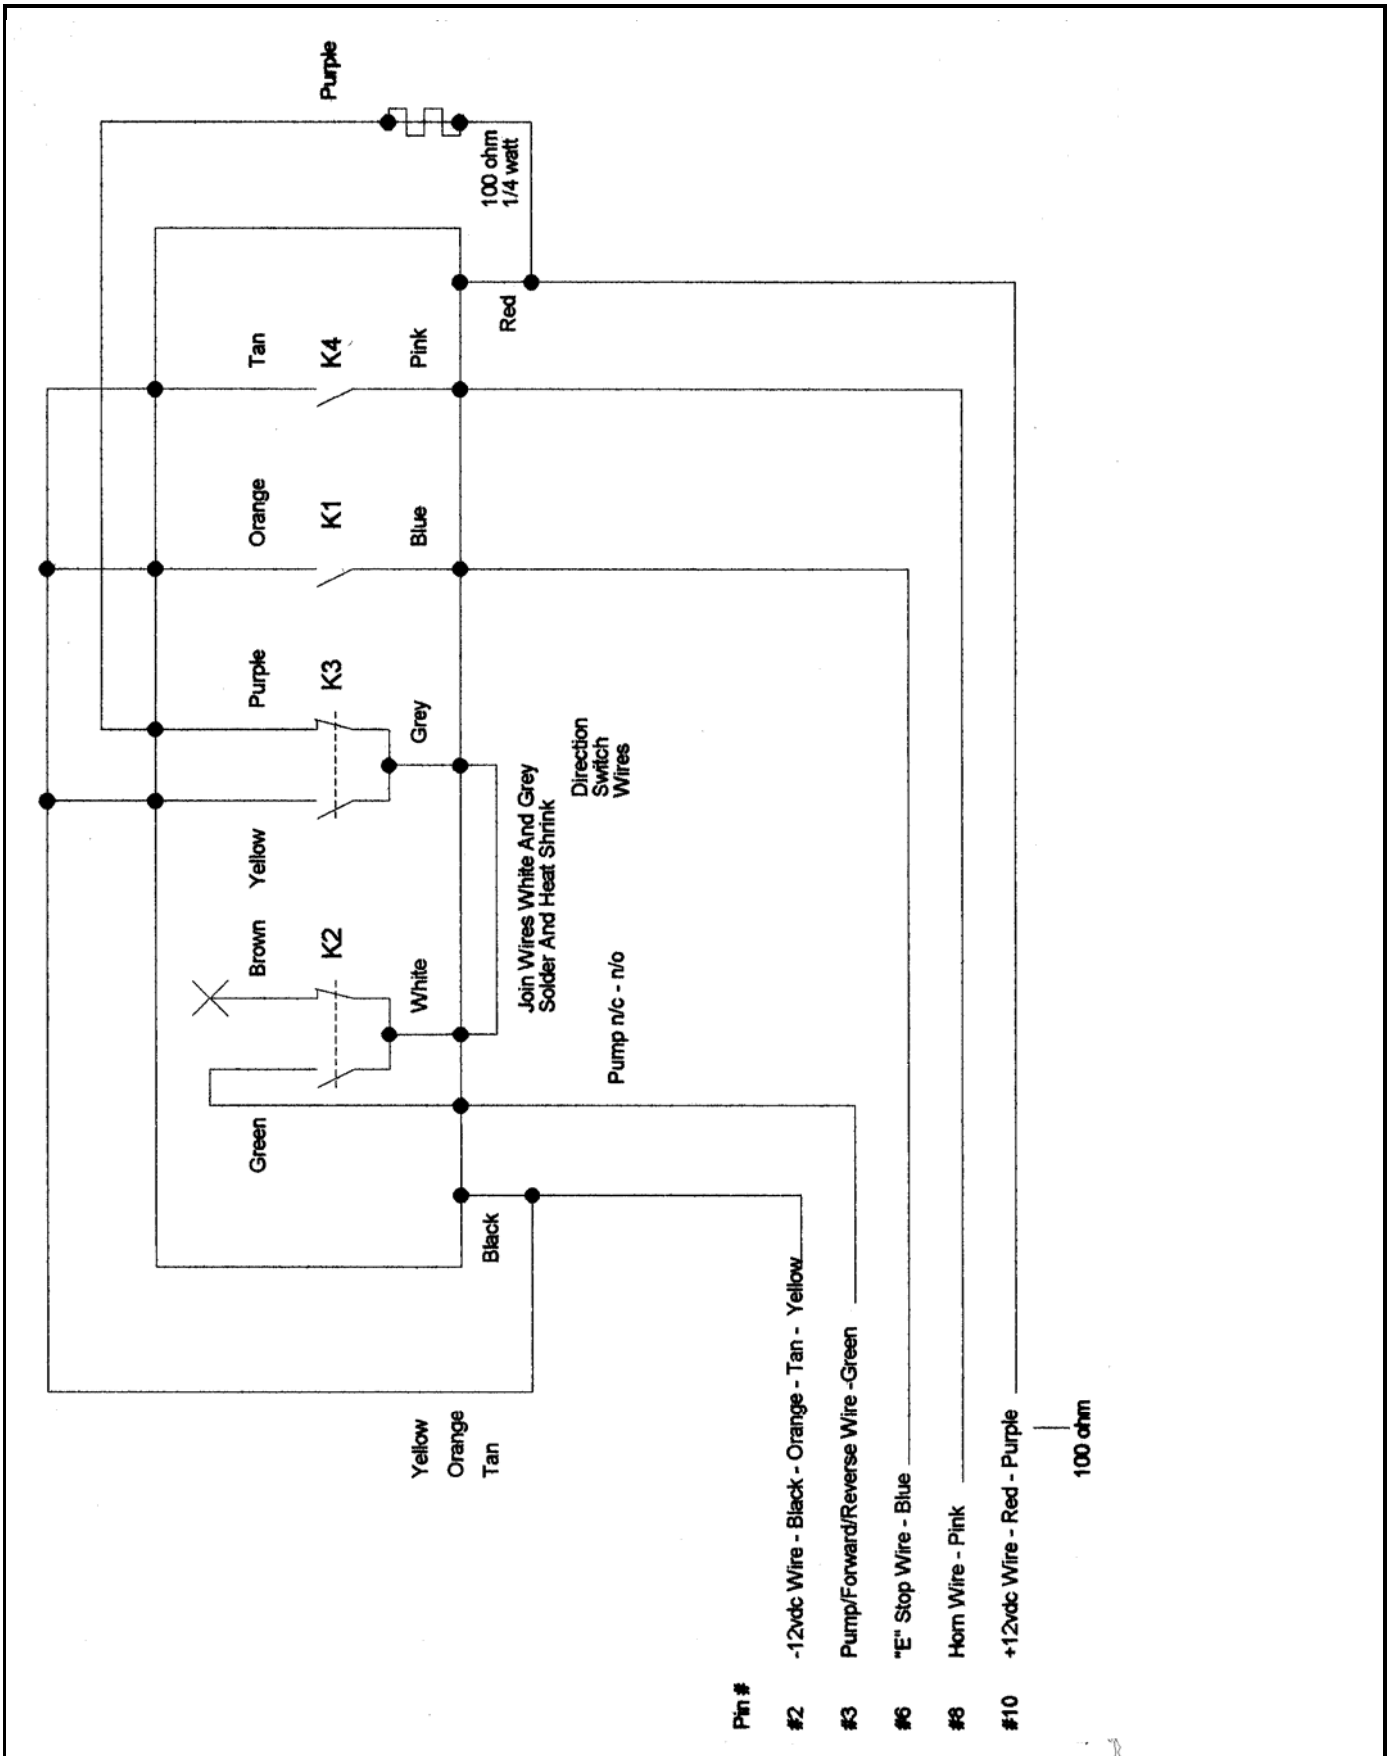 Green
Brown
Yellow
Purple
Orange
Tan
K2
K3
K1
K4
Purple
Yellow
Orange
Tan
White
Grey
Blue
Pink
Black
Red
100 ohm
1/4 watt
Join Wires White And Grey
Solder And Heat Shrink
Direction
Switch
Wires
Pump n/c - n/o
Pin #
#2 -12vdc Wire - Black - Orange - Tan - Yellow
#3 Pump/Forward/Reverse Wire -Green
#6 "E" Stop Wire - Blue
#8 Horn Wire - Pink
#10 +12vdc Wire - Red - Purple
100 ohm